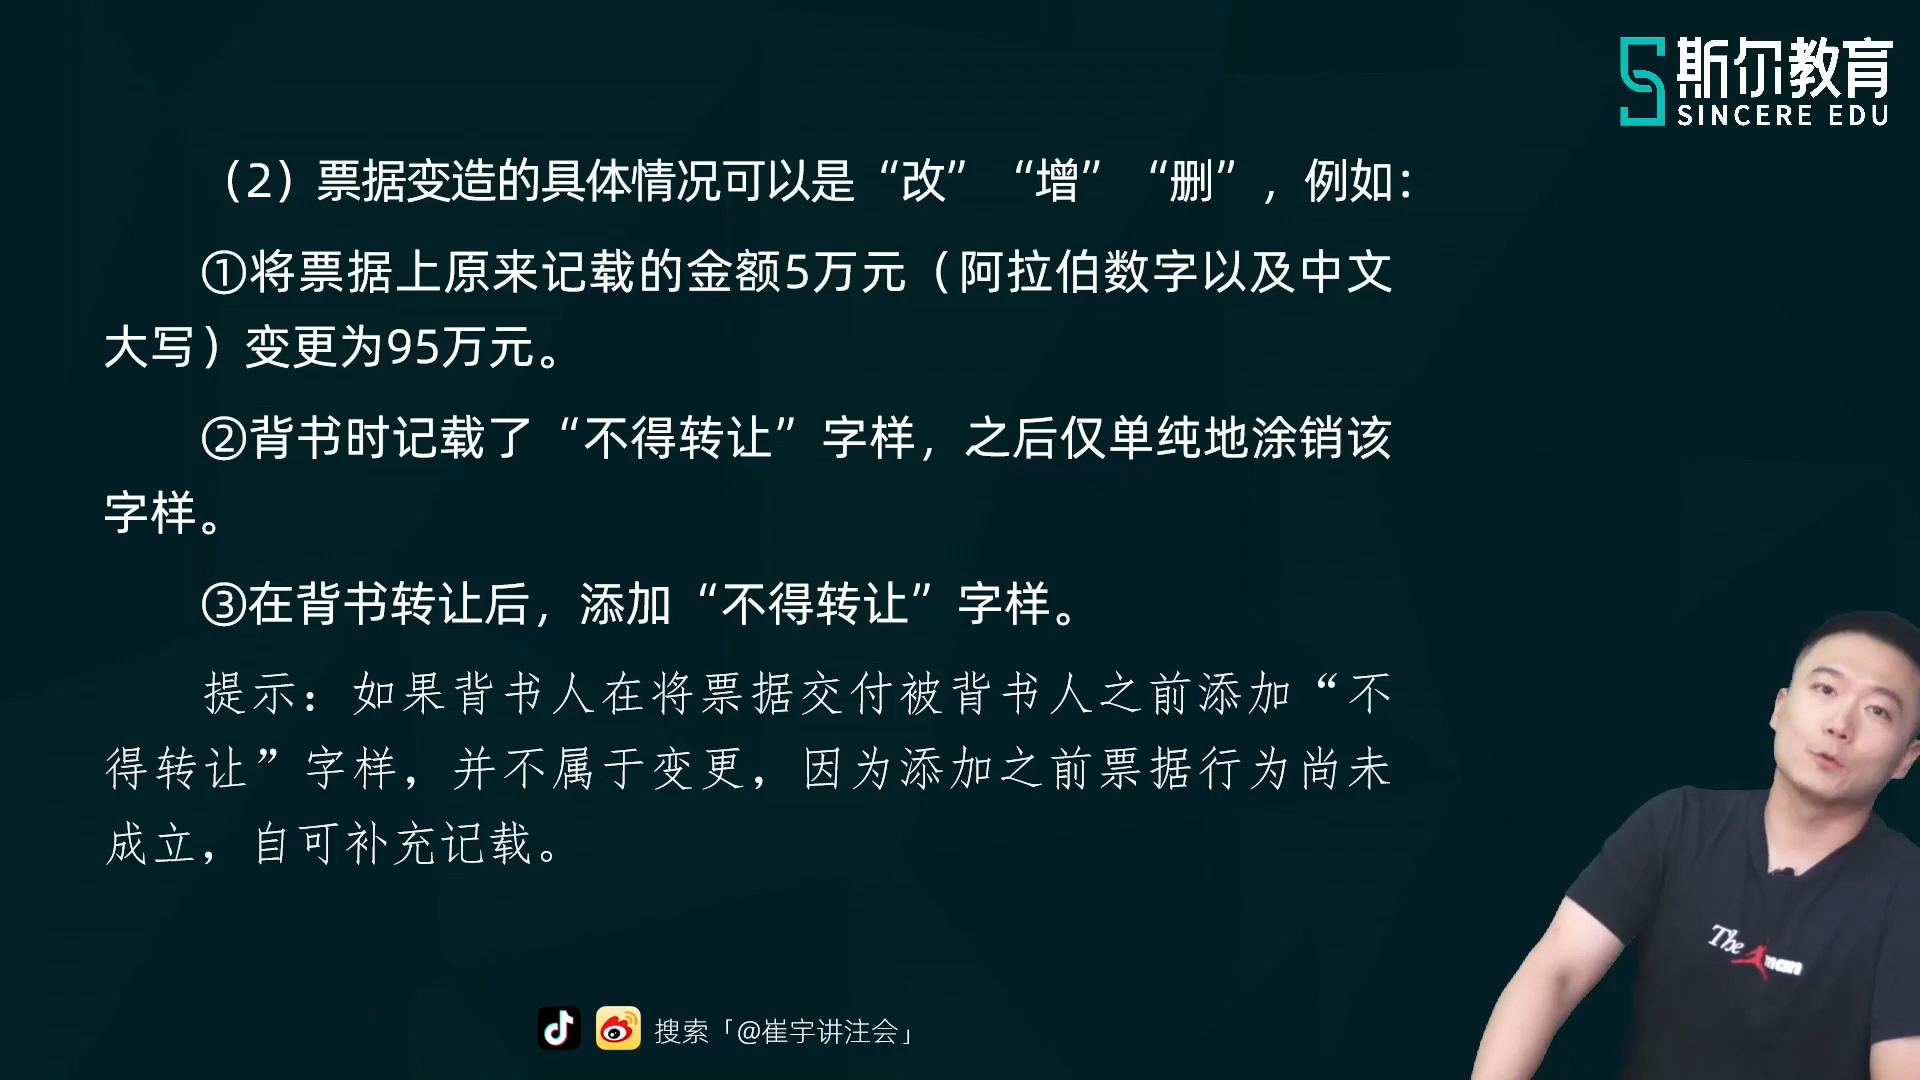 斯尔教育
SINCERE EDU
（2）票据变造的具体情况可以是“改”“增”“删”，例如：
①将票据上原来记载的金额5万元（阿拉伯数字以及中文
大写）变更为95万元。
②背书时记载了“不得转让”字样，之后仅单纯地涂销该
字样。
③在背书转让后，添加“不得转让”字样。
提示：如果背书人在将票据交付被背书人之前添加“不
得转让”字样，并不属于变更，因为添加之前票据行为尚未
成立，自可补充记载。
The
man
搜索「@崔宇讲注会」